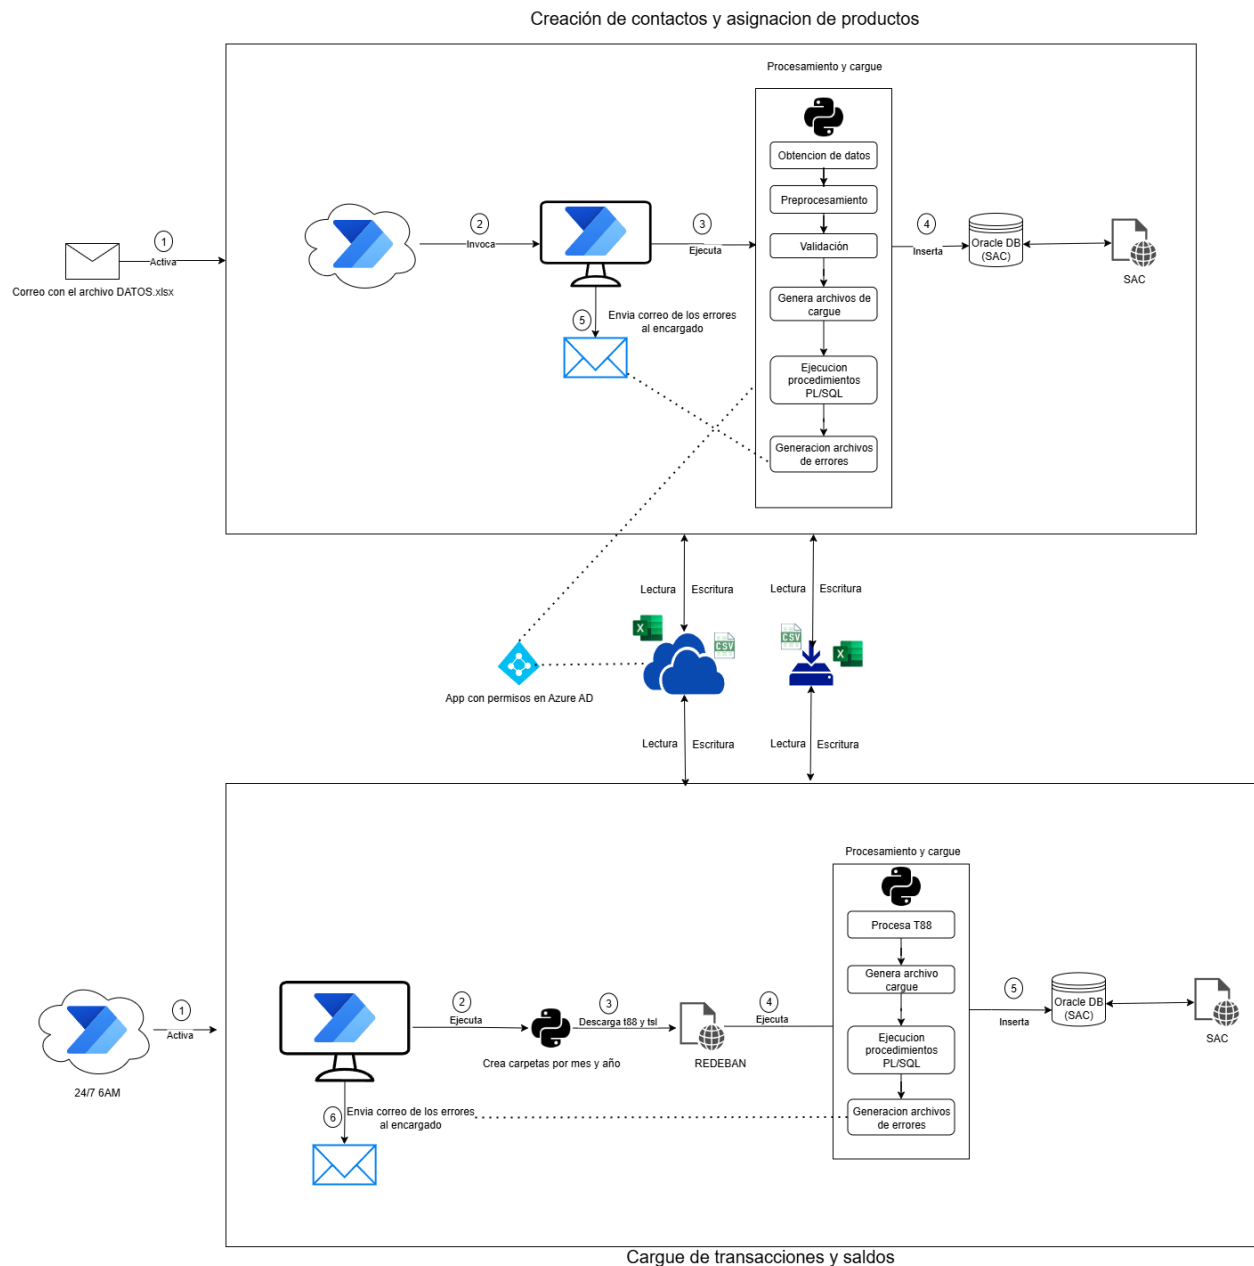 Creación de contactos y asignacion de productos
Procesamiento y cargue
Obtencion de datos
Preprocesamiento
Validación
Genera archivos de
cargue
Ejecucion
procedimientos
PL/SQL
Generacion archivos
de errores
1
Activa
Correo con el archivo DATOS.xlsx
2
Invoca
3
Ejecuta
4
Inserta
Oracle DB
(SAC)
SAC
5
Envia correo de los errores
al encargado
Lectura
Escritura
Lectura
Escritura
X
CSV
CSV
X
App con permisos en Azure AD
Lectura
Escritura
Lectura
Escritura
Procesamiento y cargue
Procesa T88
Genera archivo
cargue
Ejecucion
procedimientos
PL/SQL
Generacion archivos
de errores
1
Activa
24/7 6AM
2
Ejecuta
Crea carpetas por mes y año
3
Descarga t88 y tsl
REDEBAN
4
Ejecuta
5
Inserta
Oracle DB
(SAC)
SAC
6
Envia correo de los errores
al encargado
Cargue de transacciones y saldos